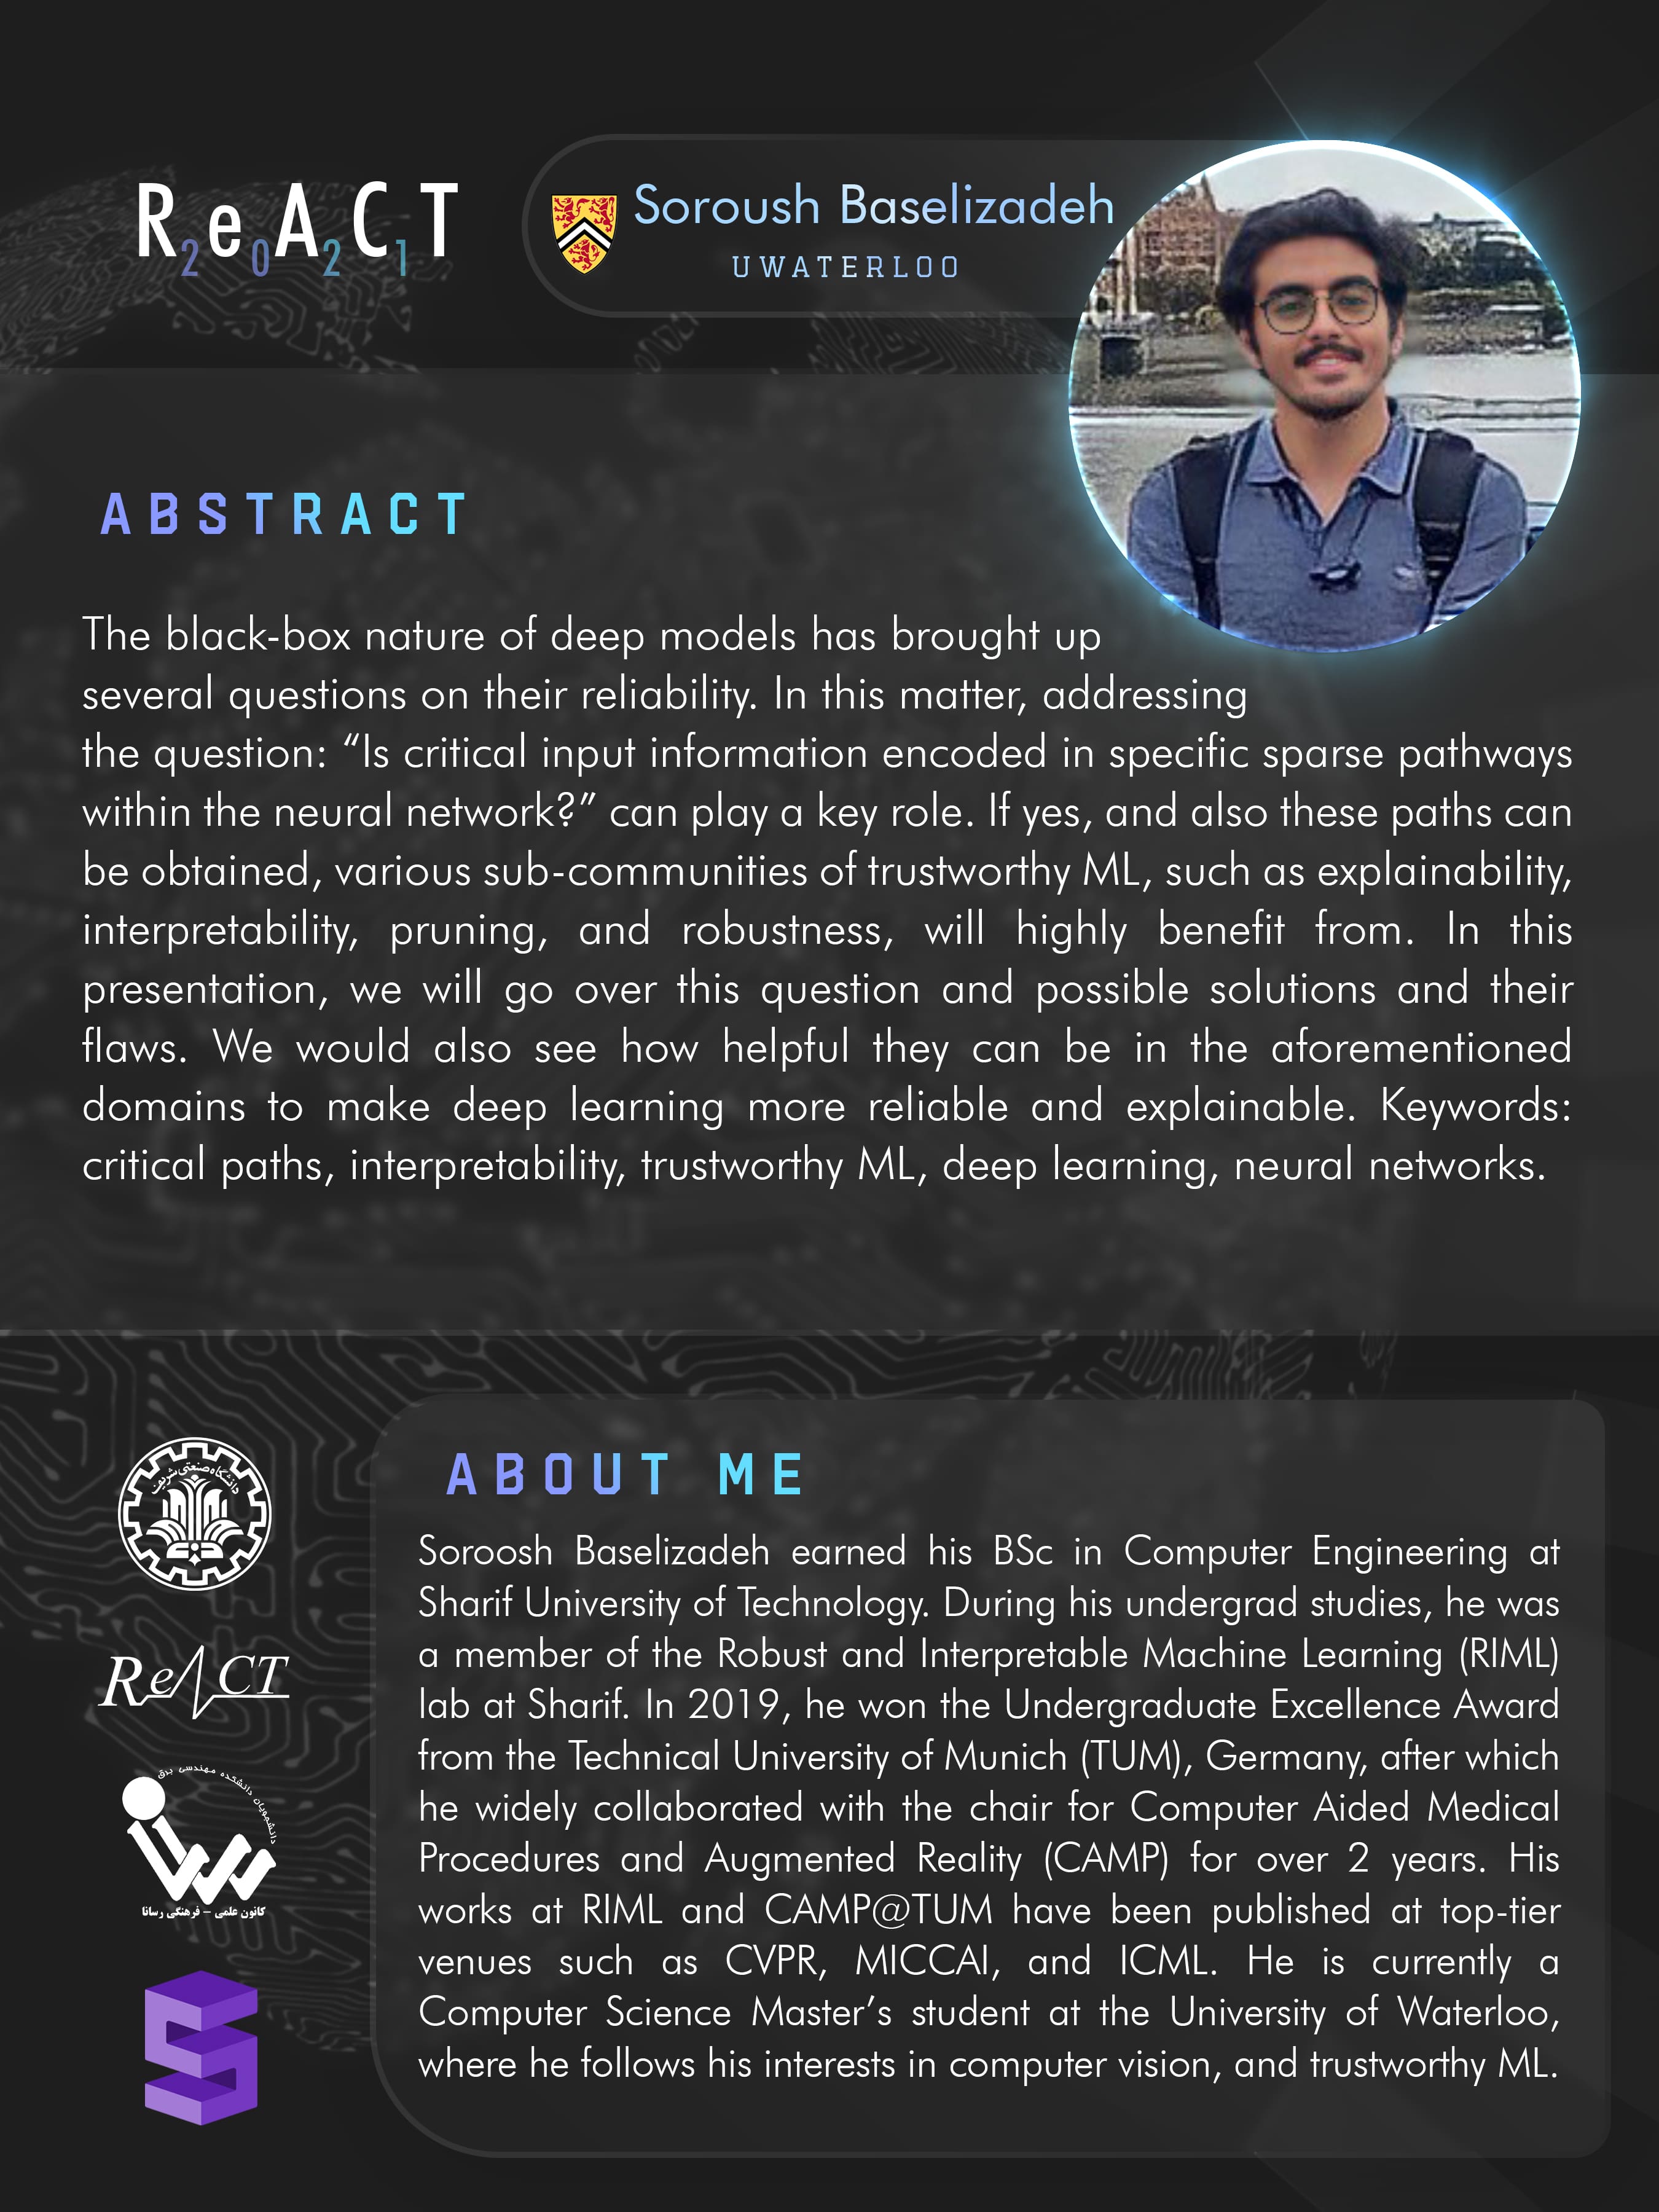 ReACT
2021
Soroush Baselizadeh
UWATERLOO
ABSTRACT
The black-box nature of deep models has brought up
several questions on their reliability. In this matter, addressing
the question: “Is critical input information encoded in specific sparse pathways
within the neural network?” can play a key role. If yes, and also these paths can
be obtained, various sub-communities of trustworthy ML, such as explainability,
interpretability, pruning, and robustness, will highly benefit from. In this
presentation, we will go over this question and possible solutions and their
flaws. We would also see how helpful they can be in the aforementioned
domains to make deep learning more reliable and explainable. Keywords:
critical paths, interpretability, trustworthy ML, deep learning, neural networks.
دانشگاه صنعتی شریف
ReACT
دانشجویان دانشکده مهندسی برق
رسانا
کانون علمی – فرهنگی رسانا
ABOUT ME
Soroosh Baselizadeh earned his BSc in Computer Engineering at
Sharif University of Technology. During his undergrad studies, he was
a member of the Robust and Interpretable Machine Learning (RIML)
lab at Sharif. In 2019, he won the Undergraduate Excellence Award
from the Technical University of Munich (TUM), Germany, after which
he widely collaborated with the chair for Computer Aided Medical
Procedures and Augmented Reality (CAMP) for over 2 years. His
works at RIML and CAMP@TUM have been published at top-tier
venues such as CVPR, MICCAI, and ICML. He is currently a
Computer Science Master’s student at the University of Waterloo,
where he follows his interests in computer vision, and trustworthy ML.